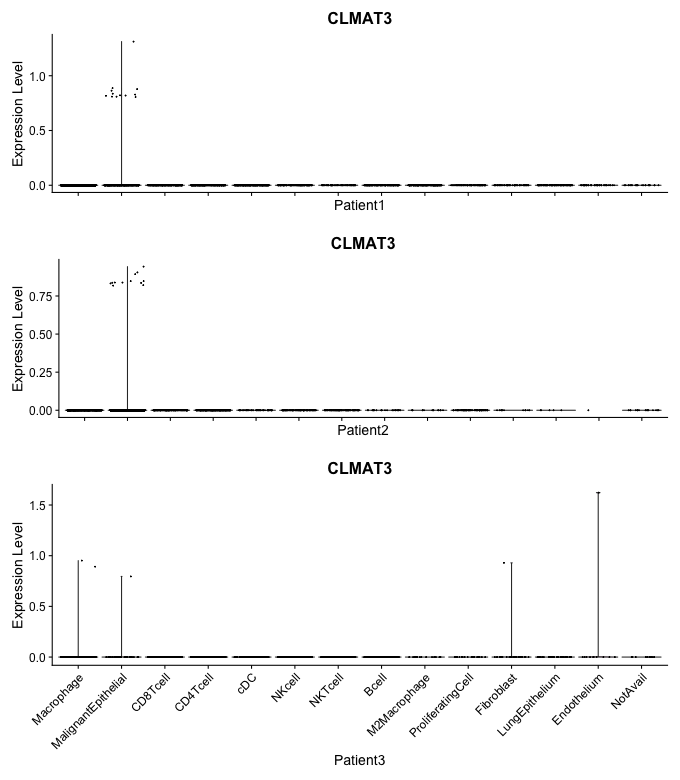 CLMAT3
Expression Level
1.0
0.5
0.0
Patient1
CLMAT3
Expression Level
0.75
0.50
0.25
0.00
Patient2
CLMAT3
Expression Level
1.5
1.0
0.5
0.0
Macrophage
MalignantEpithelial
CD8Tcell
CD4Tcell
cDC
NKcell
NKTcell
Bcell
M2Macrophage
ProliferatingCell
Fibroblast
LungEpithelium
Endothelium
NotAvail
Patient3